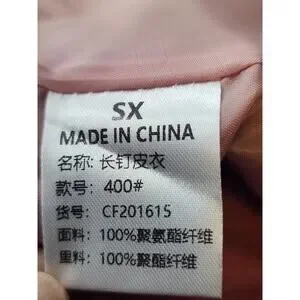 SX
MADE IN CHINA
名称: 长钉皮衣
款号: 400#
货号: CF201615
面料: 100%聚氨酯纤维
里料: 100%聚酯纤维